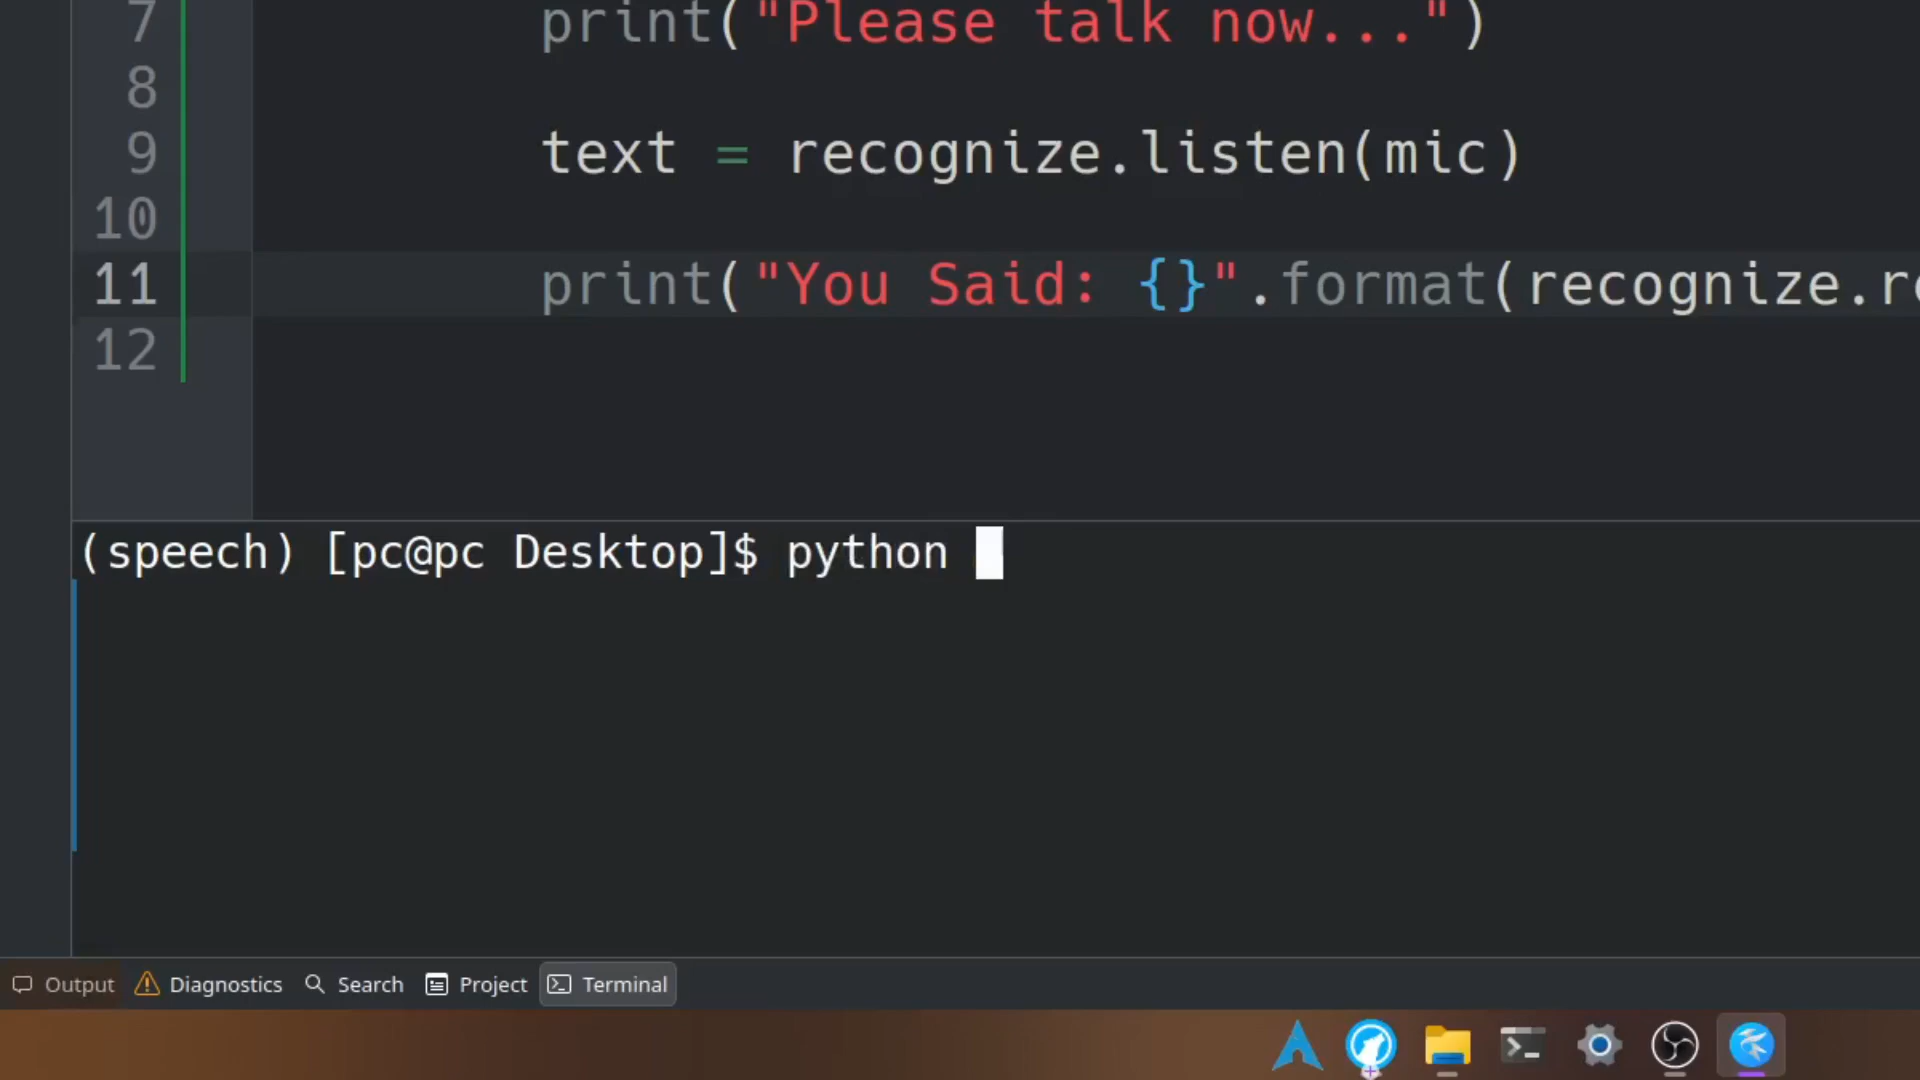 7 print("Please talk now...")
8
9 text = recognize.listen(mic)
10
11 print("You Said: {}".format(recognize.re
12
(speech) [pc@pc Desktop]$ python
Output Diagnostics Search Project Terminal